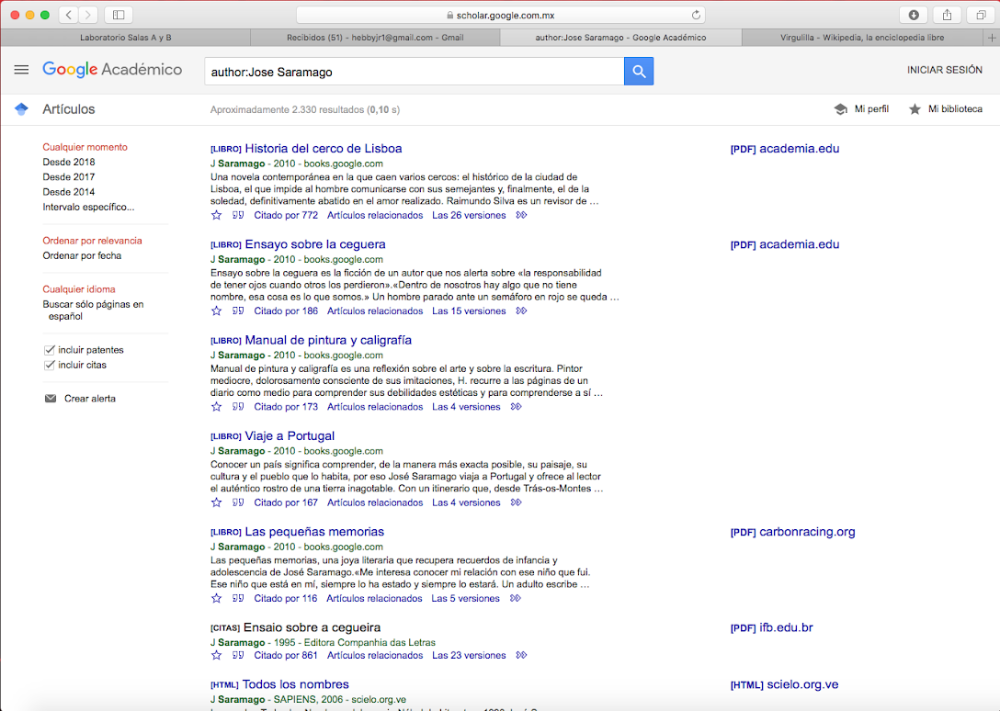 scholar.google.com.mx
Laboratorio Salas A y B
Recibidos (51) - hebbyjr1@gmail.com - Gmail
author:Jose Saramago - Google Académico
Virgulilla - Wikipedia, la enciclopedia libre
Google Académico
author:Jose Saramago
INICIAR SESIÓN
Artículos
Aproximadamente 2.330 resultados (0,10 s)
Mi perfil
Mi biblioteca
Cualquier momento
Desde 2018
Desde 2017
Desde 2014
Intervalo específico...
Ordenar por relevancia
Ordenar por fecha
Cualquier idioma
Buscar sólo páginas en
español
incluir patentes
incluir citas
Crear alerta
[LIBRO] Historia del cerco de Lisboa
[PDF] academia.edu
J Saramago - 2010 - books.google.com
Una novela contemporánea en la que caen varios cercos: el histórico de la ciudad de
Lisboa, el que impide al hombre comunicarse con sus semejantes y, finalmente, el de la
soledad, definitivamente abatido en el amor realizado. Raimundo Silva es un revisor de ...
Citado por 772 Artículos relacionados Las 26 versiones
[LIBRO] Ensayo sobre la ceguera
[PDF] academia.edu
J Saramago - 2010 - books.google.com
Ensayo sobre la ceguera es la ficción de un autor que nos alerta sobre «la responsabilidad
de tener ojos cuando otros los perdieron».«Dentro de nosotros hay algo que no tiene
nombre, esa cosa es lo que somos.» Un hombre parado ante un semáforo en rojo se queda ...
Citado por 186 Artículos relacionados Las 15 versiones
[LIBRO] Manual de pintura y caligrafía
J Saramago - 2010 - books.google.com
Manual de pintura y caligrafía es una reflexión sobre el arte y sobre la escritura. Pintor
mediocre, dolorosamente consciente de sus imitaciones, H. recurre a las páginas de un
diario como medio para comprender sus debilidades estéticas y para comprenderse a sí ...
Citado por 173 Artículos relacionados Las 4 versiones
[LIBRO] Viaje a Portugal
J Saramago - 2010 - books.google.com
Conocer un país significa comprender, de la manera más exacta posible, su paisaje, su
cultura y el pueblo que lo habita, por eso José Saramago viaja a Portugal y ofrece al lector
el auténtico rostro de una tierra inagotable. Con un itinerario que, desde Trás-os-Montes ...
Citado por 167 Artículos relacionados Las 4 versiones
[LIBRO] Las pequeñas memorias
[PDF] carbonracing.org
J Saramago - 2010 - books.google.com
Las pequeñas memorias, una joya literaria que recupera recuerdos de infancia y
adolescencia de José Saramago.«Me interesa conocer mi relación con ese niño que fui.
Ese niño que está en mí, siempre lo ha estado y siempre lo estará. Un adulto escribe ...
Citado por 116 Artículos relacionados Las 5 versiones
[CITAS] Ensaio sobre a cegueira
[PDF] ifb.edu.br
J Saramago - 1995 - Editora Companhia das Letras
Citado por 861 Artículos relacionados Las 23 versiones
[HTML] Todos los nombres
[HTML] scielo.org.ve
J Saramago - SAPIENS, 2006 - scielo.org.ve